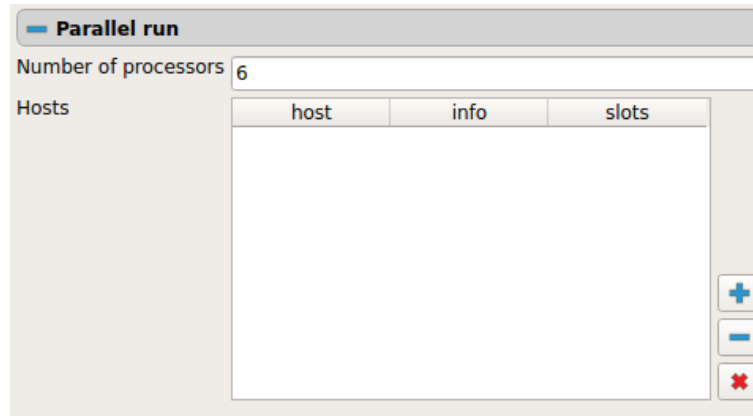 Parallel run
Number of processors 6
Hosts
host info slots